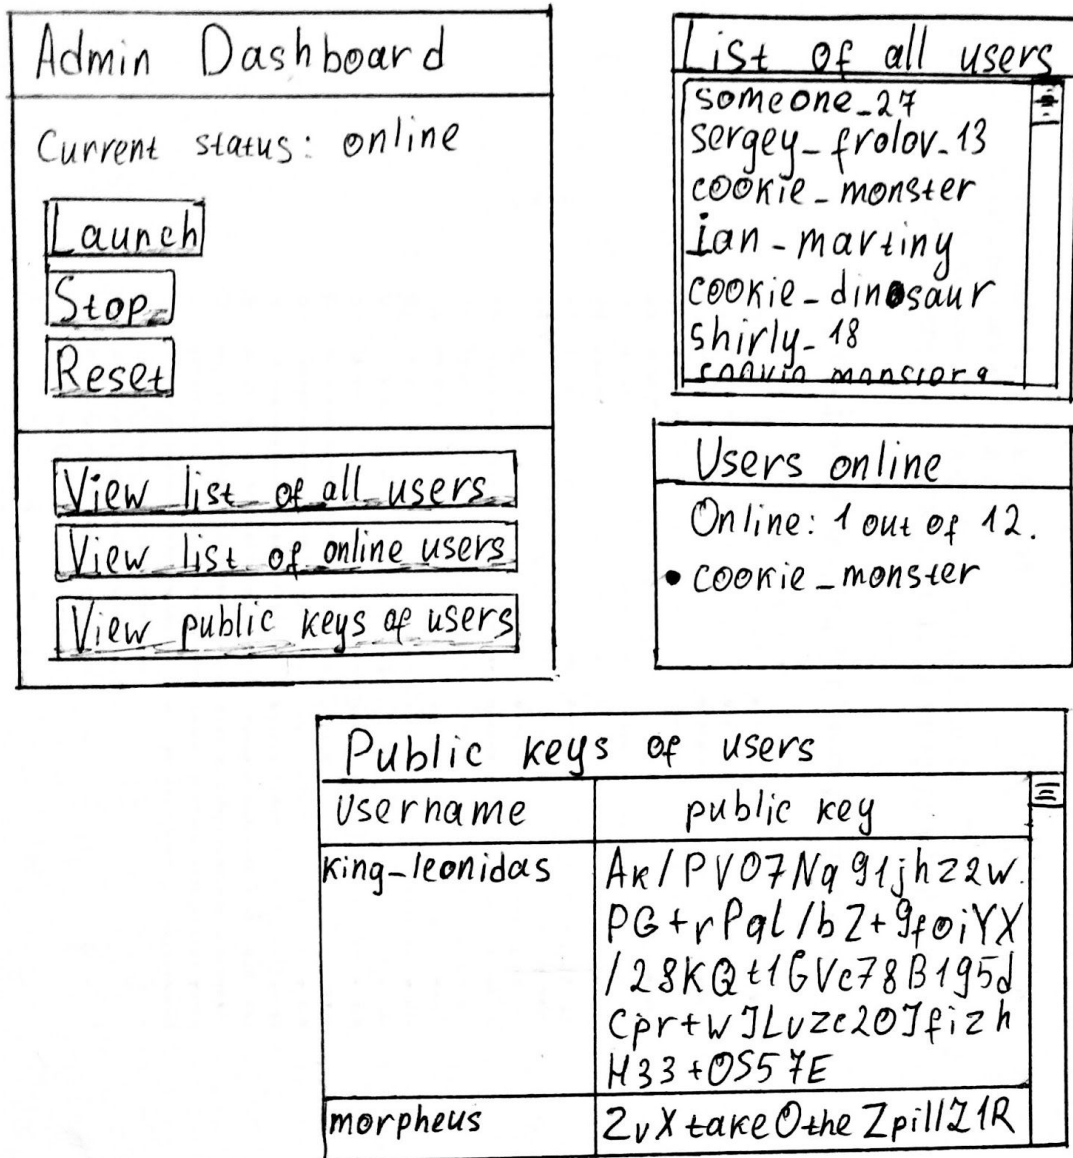 Admin Dashboard
Current status: online
Launch
Stop
Reset
View list of all users
View list of online users
View public keys of users
List of all users
someone_27
sergey_frolov_13
cookie_monster
ian_martiny
cookie_dinosaur
shirly_18
Users online
Online: 1 out of 12.
• cookie_monster
Public keys of users
Username public key
king_leonidas AK/PVO7Nq91jhz2w.
PG+rPql/bZ+9foiYX
/28KQt1GVc78B195d
Cpr+wJLvzc20Jfizh
H33+OS57E
morpheus ZvXtakeOtheZpillZ1R